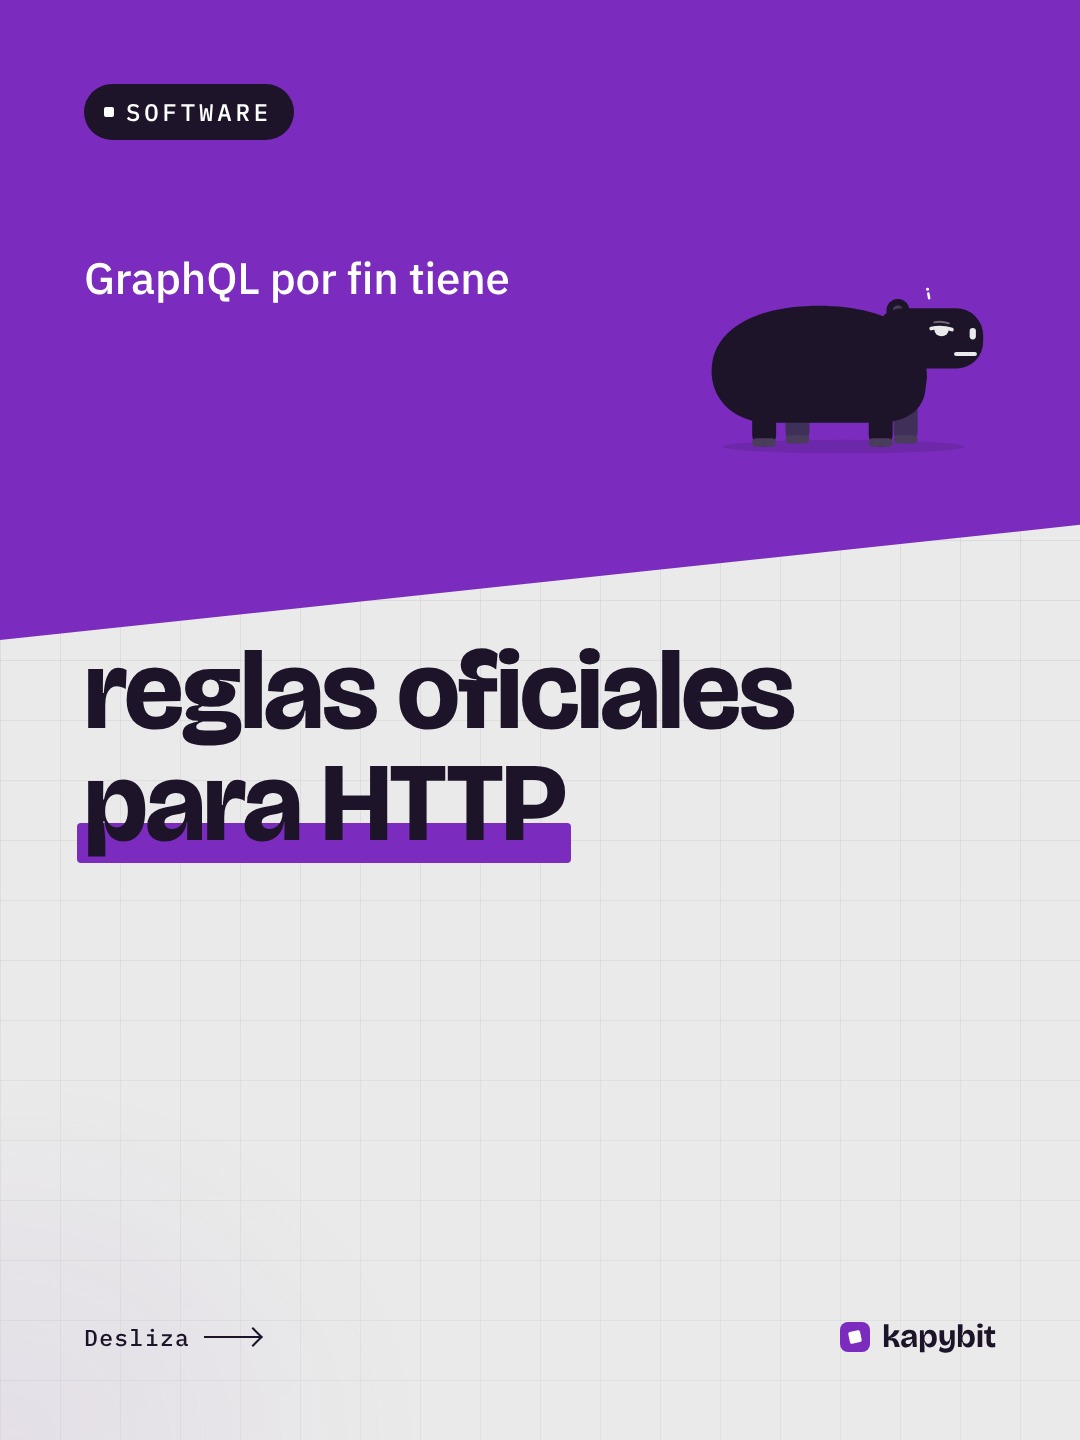 SOFTWARE
GraphQL por fin tiene
reglas oficiales
para HTTP
Desliza
kapybit